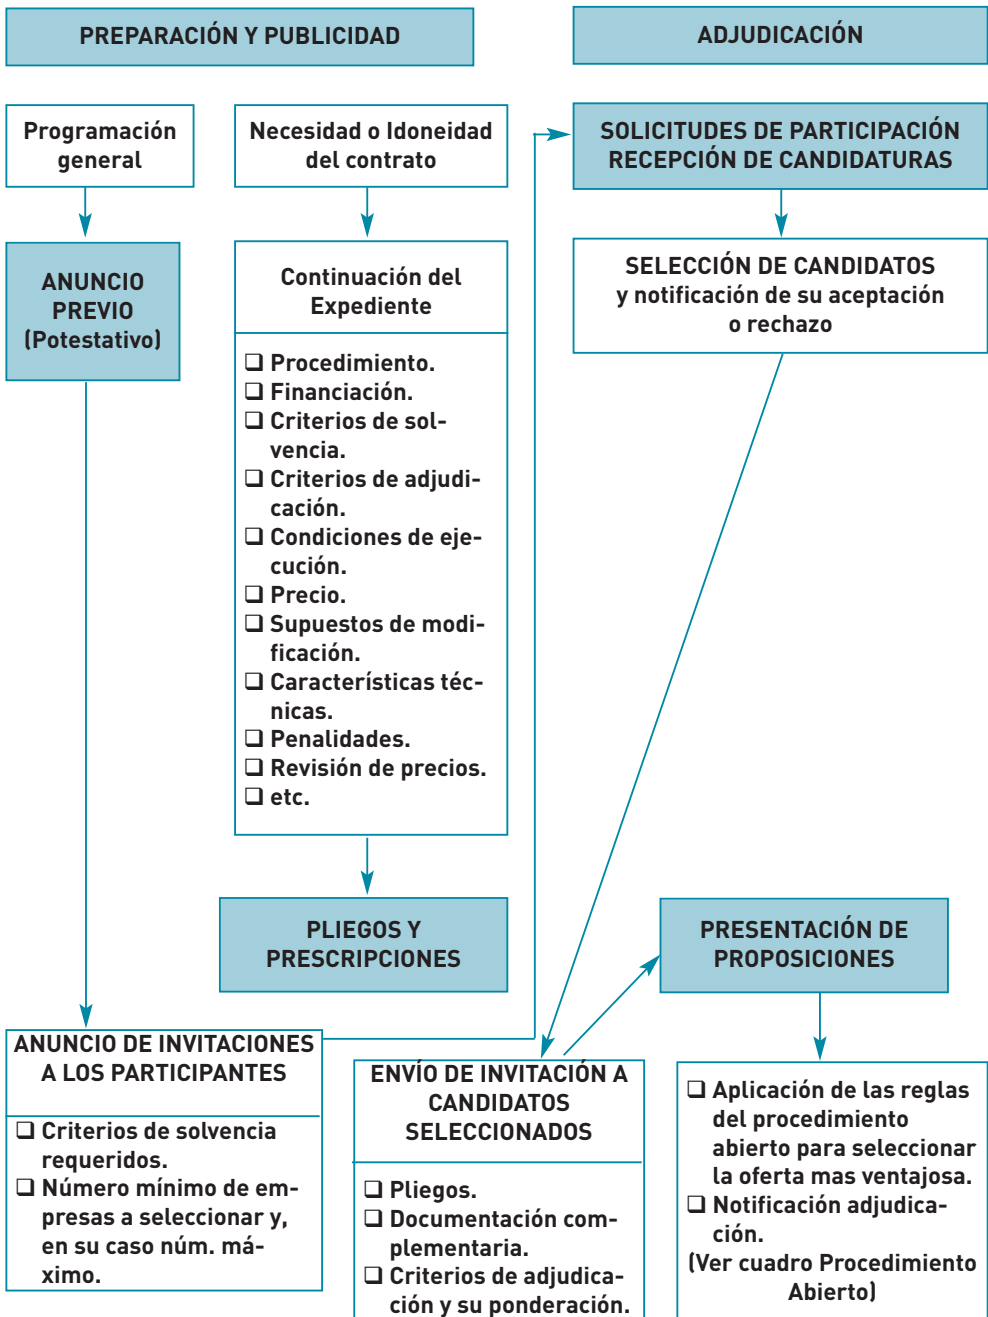 PREPARACIÓN Y PUBLICIDAD
ADJUDICACIÓN
Programación
general
Necesidad o Idoneidad
del contrato
SOLICITUDES DE PARTICIPACIÓN
RECEPCIÓN DE CANDIDATURAS
ANUNCIO
PREVIO
(Potestativo)
Continuación del
Expediente
❑ Procedimiento.
❑ Financiación.
❑ Criterios de sol-
vencia.
❑ Criterios de adjudi-
cación.
❑ Condiciones de eje-
cución.
❑ Precio.
❑ Supuestos de modi-
ficación.
❑ Características téc-
nicas.
❑ Penalidades.
❑ Revisión de precios.
❑ etc.
SELECCIÓN DE CANDIDATOS
y notificación de su aceptación
o rechazo
PLIEGOS Y
PRESCRIPCIONES
PRESENTACIÓN DE
PROPOSICIONES
ANUNCIO DE INVITACIONES
A LOS PARTICIPANTES
❑ Criterios de solvencia
requeridos.
❑ Número mínimo de em-
presas a seleccionar y,
en su caso núm. má-
ximo.
ENVÍO DE INVITACIÓN A
CANDIDATOS
SELECCIONADOS
❑ Pliegos.
❑ Documentación com-
plementaria.
❑ Criterios de adjudica-
ción y su ponderación.
❑ Aplicación de las reglas
del procedimiento
abierto para seleccionar
la oferta mas ventajosa.
❑ Notificación adjudica-
ción.
(Ver cuadro Procedimiento
Abierto)